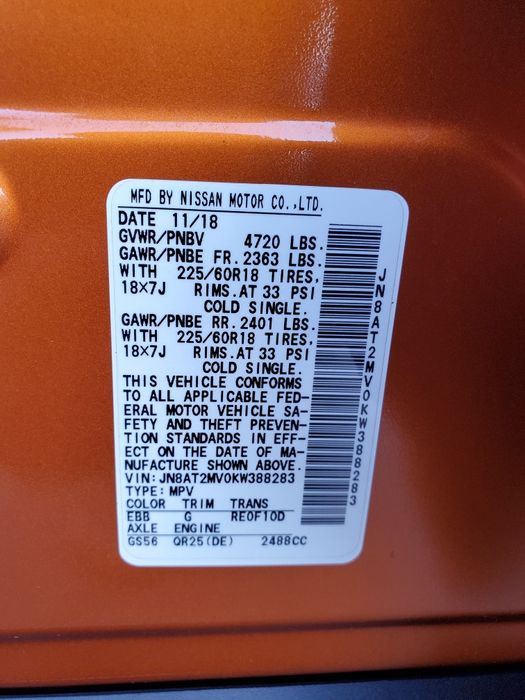 MFD BY NISSAN MOTOR CO.,LTD.
DATE 11/18
GVWR/PNBV 4720 LBS.
GAWR/PNBE FR. 2363 LBS.
WITH 225/60R18 TIRES,
18×7J RIMS.AT 33 PSI
COLD SINGLE.
GAWR/PNBE RR. 2401 LBS.
WITH 225/60R18 TIRES,
18×7J RIMS.AT 33 PSI
COLD SINGLE.
THIS VEHICLE CONFORMS
TO ALL APPLICABLE FED-
ERAL MOTOR VEHICLE SA-
FETY AND THEFT PREVEN-
TION STANDARDS IN EFF-
ECT ON THE DATE OF MA-
NUFACTURE SHOWN ABOVE.
VIN: JN8AT2MV0KW388283
TYPE: MPV
COLOR TRIM TRANS
EBB G RE0F10D
AXLE ENGINE
GS56 QR25(DE) 2488CC
JN8AT2MV0KW388283